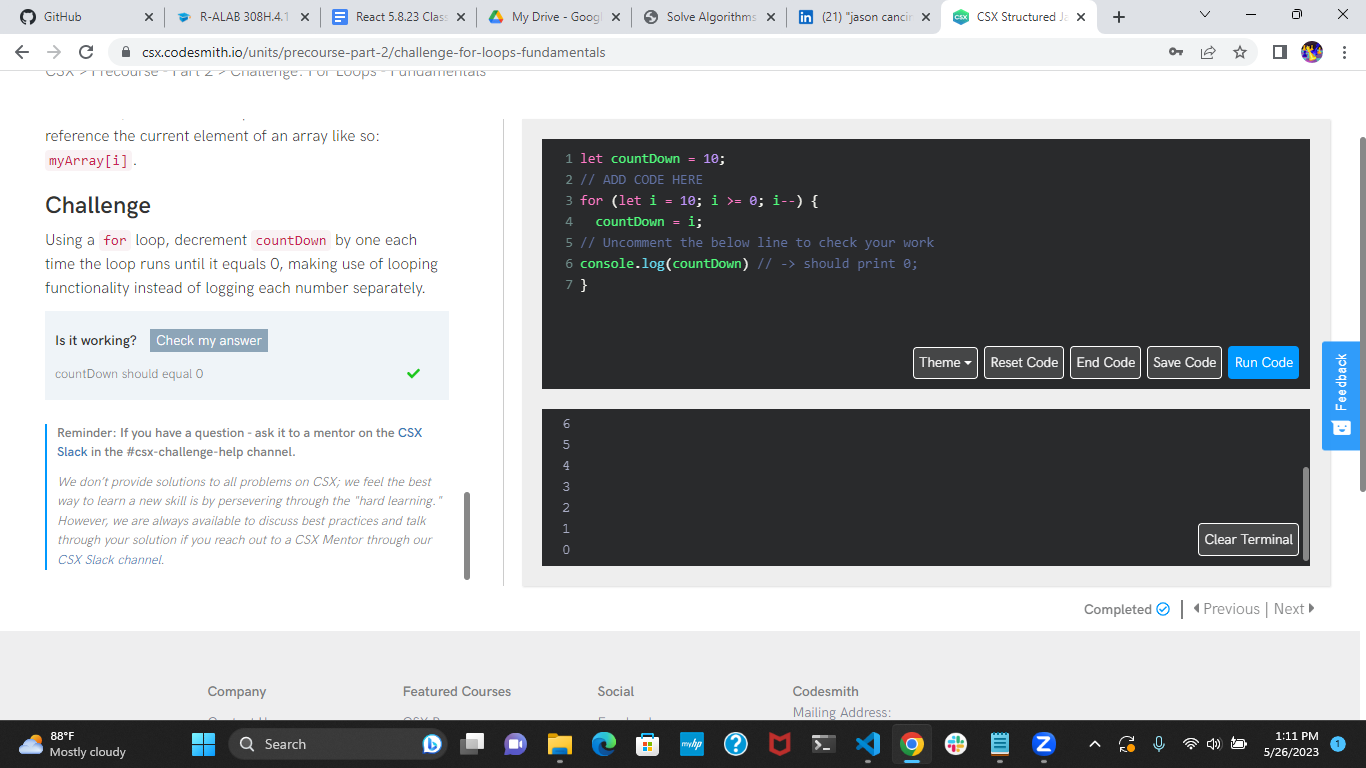 GitHub
R-ALAB 308H.4.1
React 5.8.23 Clas
My Drive - Googl
Solve Algorithms
(21) "jason cancin
CSX Structured Ja
csx.codesmith.io/units/precourse-part-2/challenge-for-loops-fundamentals
CSX > Precourse - Part 2 > Challenge: For Loops - Fundamentals
reference the current element of an array like so:
myArray[i] .
Challenge
Using a for loop, decrement countDown by one each
time the loop runs until it equals 0, making use of looping
functionality instead of logging each number separately.
Is it working? Check my answer
countDown should equal 0
Reminder: If you have a question - ask it to a mentor on the CSX
Slack in the #csx-challenge-help channel.
We don't provide solutions to all problems on CSX; we feel the best
way to learn a new skill is by persevering through the "hard learning."
However, we are always available to discuss best practices and talk
through your solution if you reach out to a CSX Mentor through our
CSX Slack channel.
1 let countDown = 10;
2 // ADD CODE HERE
3 for (let i = 10; i >= 0; i--) {
4 countDown = i;
5 // Uncomment the below line to check your work
6 console.log(countDown) // -> should print 0;
7 }
Theme
Reset Code
End Code
Save Code
Run Code
Feedback
6
5
4
3
2
1
0
Clear Terminal
Completed
Previous | Next
Company
Featured Courses
Social
Codesmith
Mailing Address:
88°F
Mostly cloudy
Search
myhp
1:11 PM
5/26/2023
1